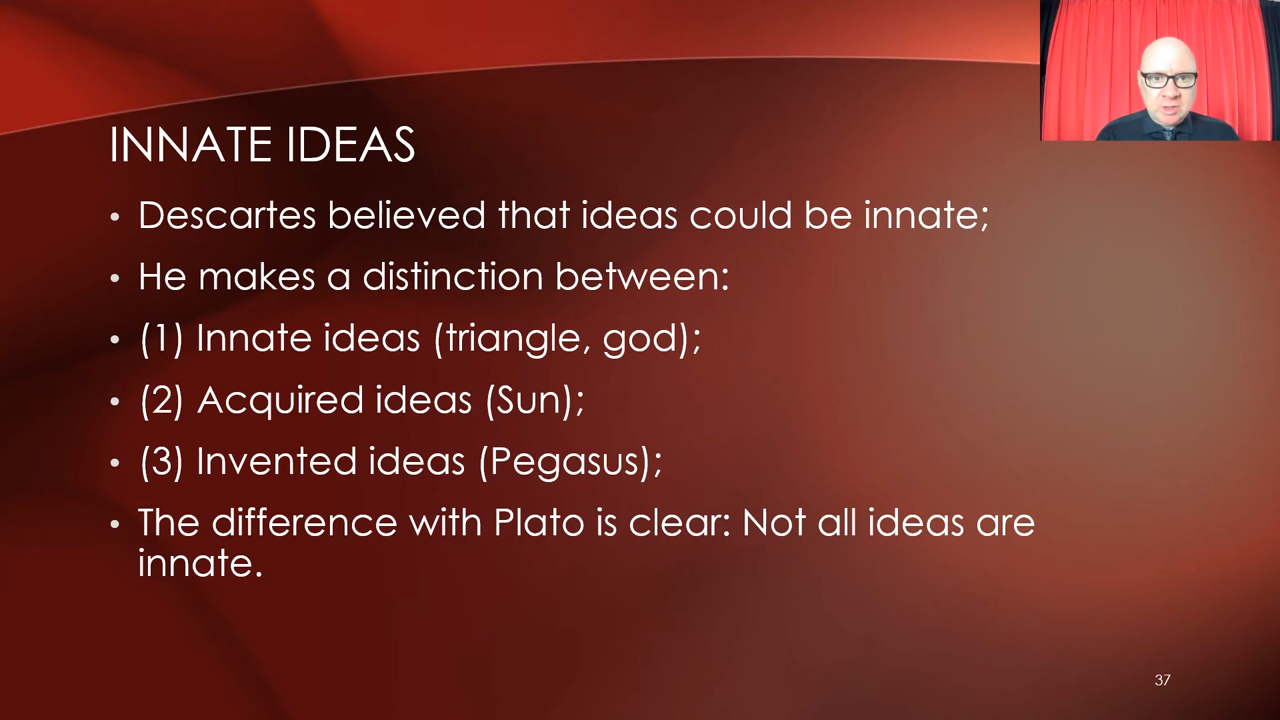 INNATE IDEAS
• Descartes believed that ideas could be innate;
• He makes a distinction between:
• (1) Innate ideas (triangle, god);
• (2) Acquired ideas (Sun);
• (3) Invented ideas (Pegasus);
• The difference with Plato is clear: Not all ideas are
innate.
37